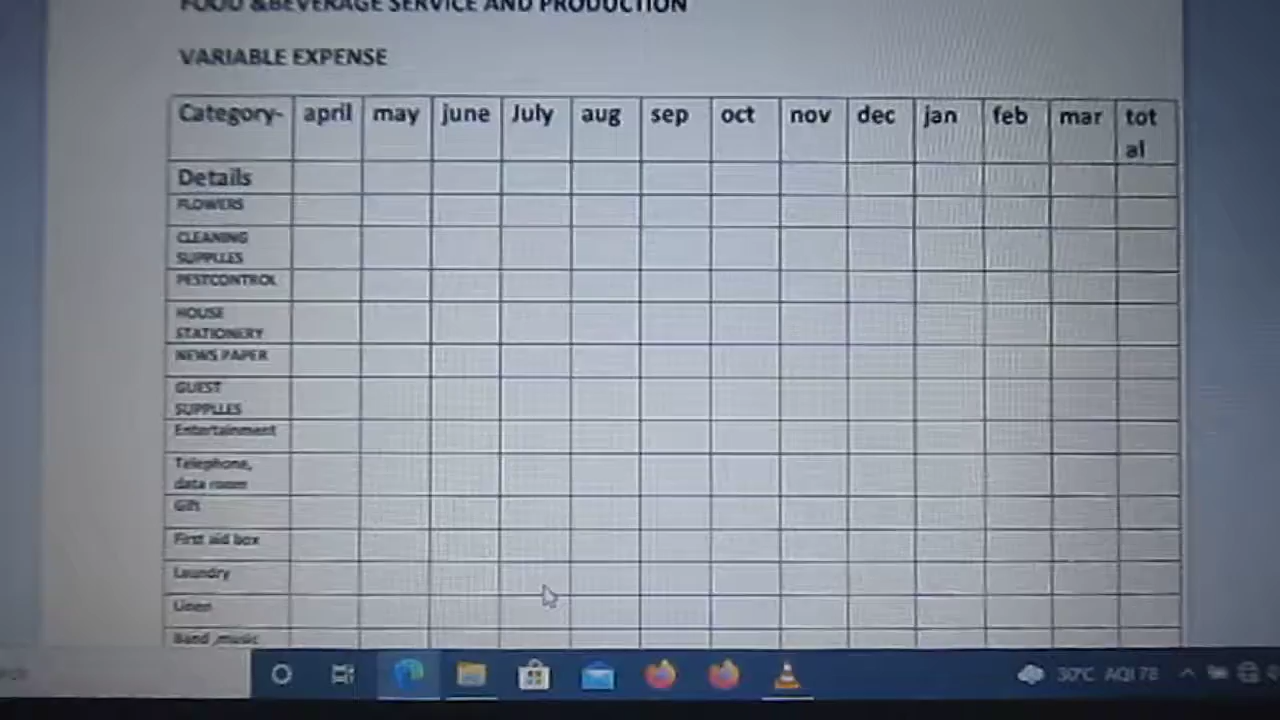 FOOD &BEVERAGE SERVICE AND PRODUCTION
VARIABLE EXPENSE
Category- april may june July aug sep oct nov dec jan feb mar tot
al
Details
FLOWERS
CLEANING
SUPPLLES
PESTCONTROL
HOUSE
STATIONERY
NEWS PAPER
GUEST
SUPPLLES
Entertainment
Telephone,
data room
Gift
First aid box
Laundry
Linen
Band ,music
30°C AQI 78